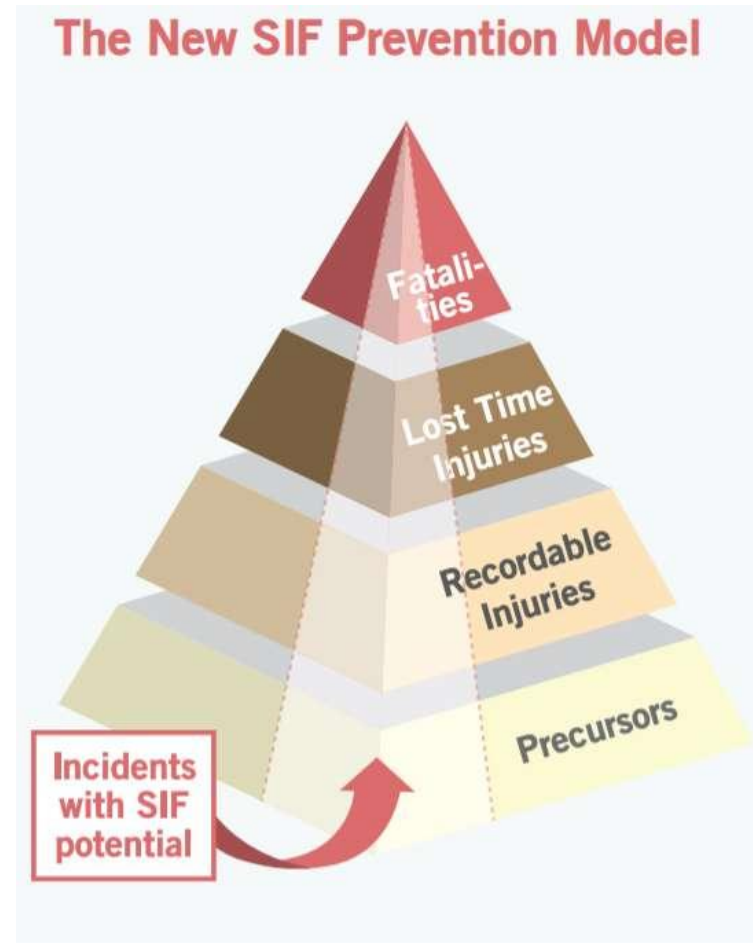 The New SIF Prevention Model
Fatali-
ties
Lost Time
Injuries
Recordable
Injuries
Precursors
Incidents
with SIF
potential